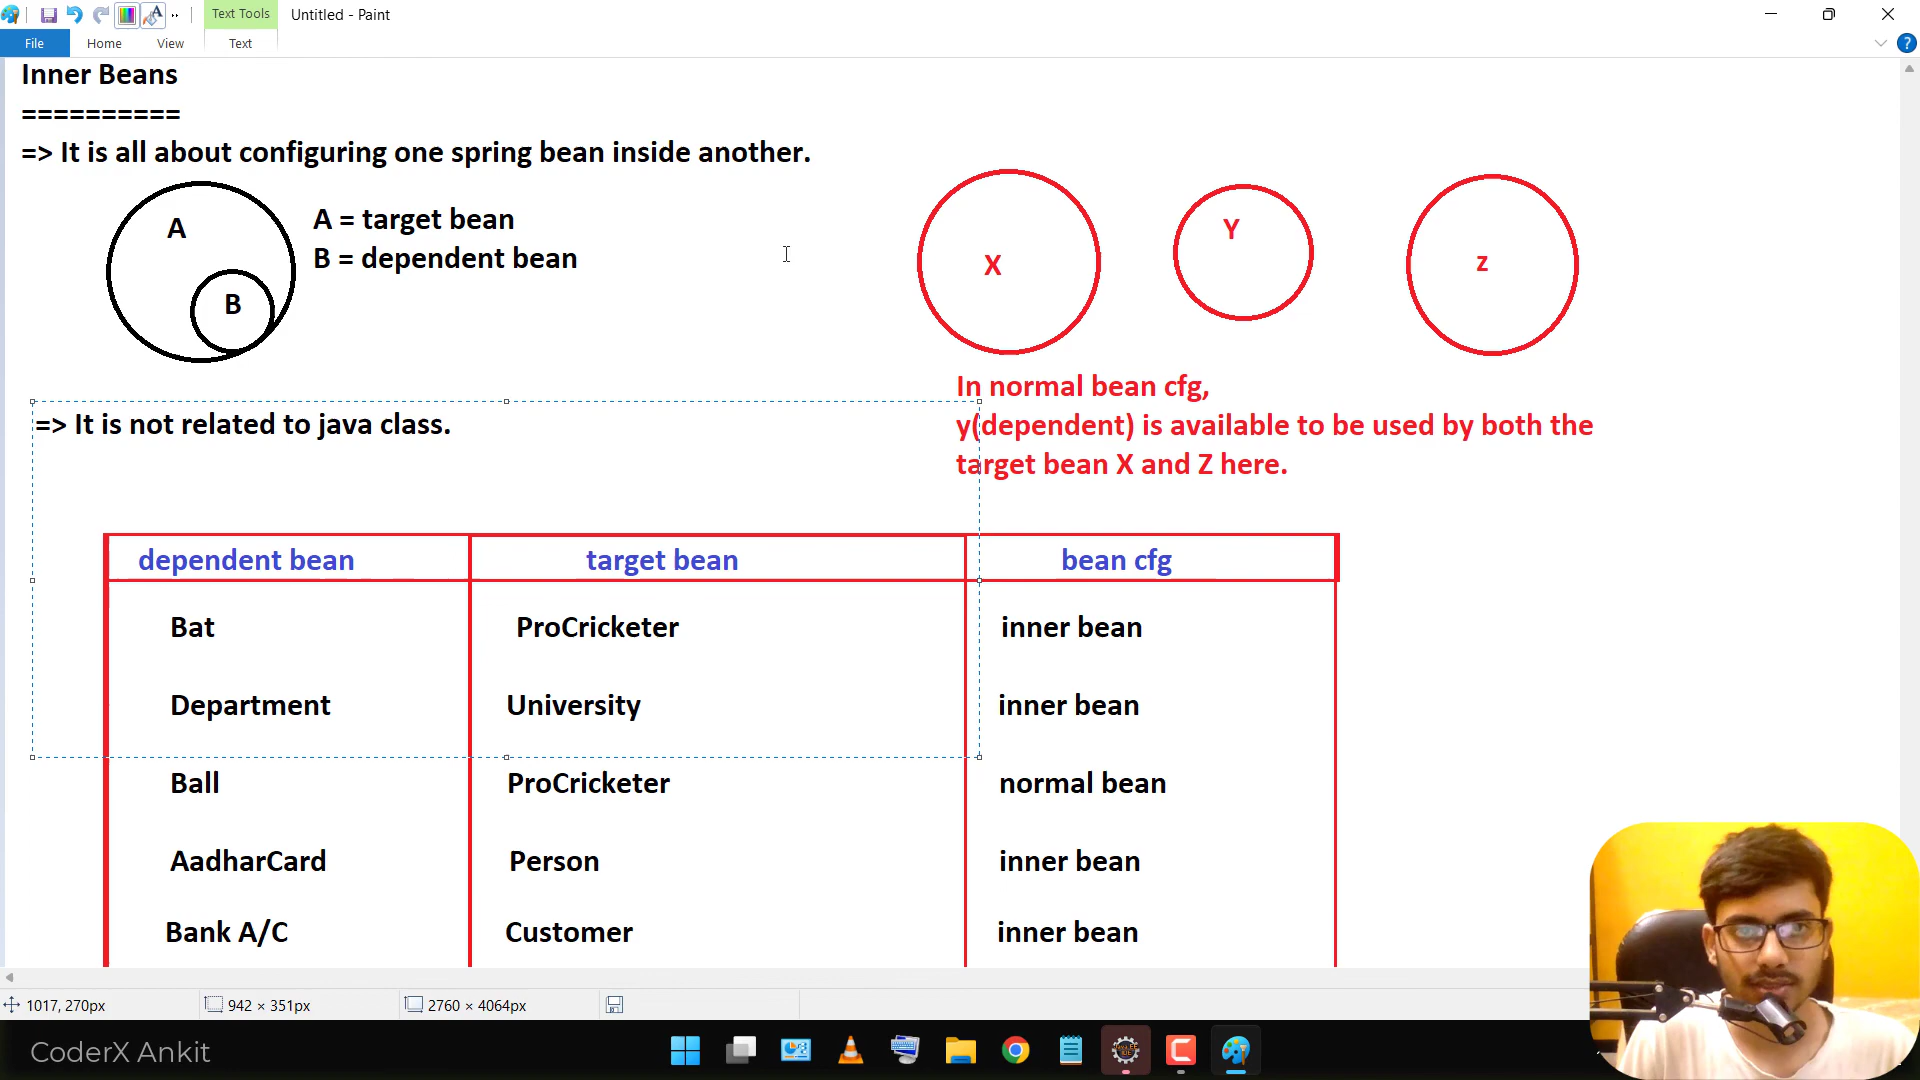 Text Tools
Untitled - Paint
File
Home
View
Text
Inner Beans
==========
=> It is all about configuring one spring bean inside another.
A
B
A = target bean
B = dependent bean
X
Y
z
In normal bean cfg,
y(dependent) is available to be used by both the
target bean X and Z here.
=> It is not related to java class.
dependent bean target bean bean cfg
Bat ProCricketer inner bean
Department University inner bean
Ball ProCricketer normal bean
AadharCard Person inner bean
Bank A/C Customer inner bean
1017, 270px
942 × 351px
2760 × 4064px
CoderX Ankit